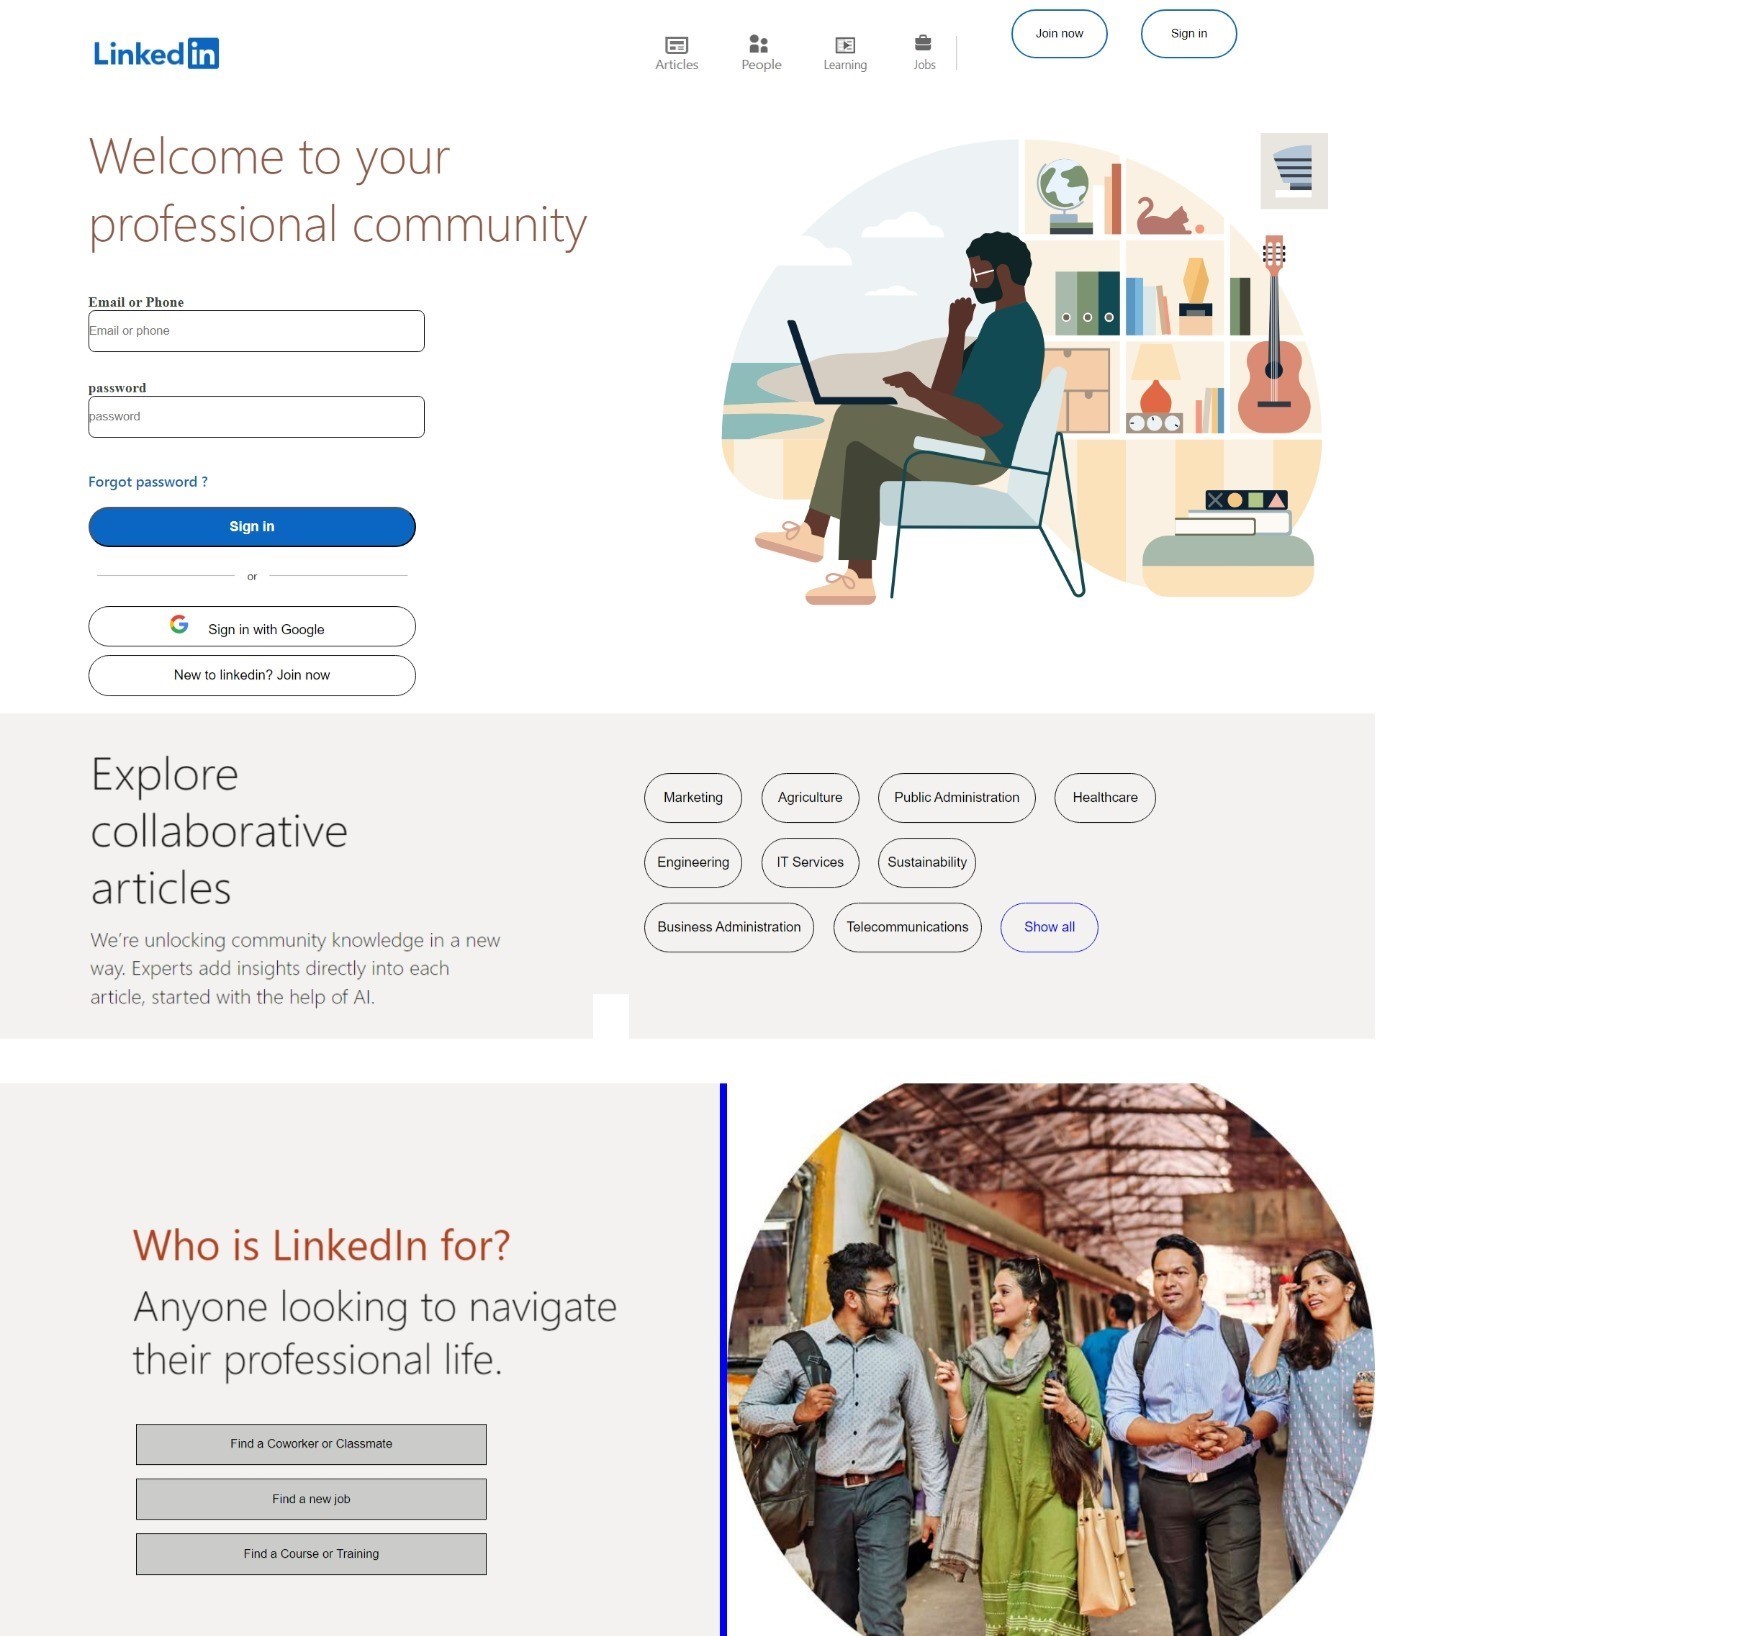 Linked in
Articles
People
Learning
Jobs
Join now
Sign in
Welcome to your
professional community
Email or Phone
Email or phone
password
password
Forgot password ?
Sign in
or
Sign in with Google
New to linkedin? Join now
Explore
collaborative
articles
We’re unlocking community knowledge in a new
way. Experts add insights directly into each
article, started with the help of AI.
Marketing
Agriculture
Public Administration
Healthcare
Engineering
IT Services
Sustainability
Business Administration
Telecommunications
Show all
Who is LinkedIn for?
Anyone looking to navigate
their professional life.
Find a Coworker or Classmate
Find a new job
Find a Course or Training